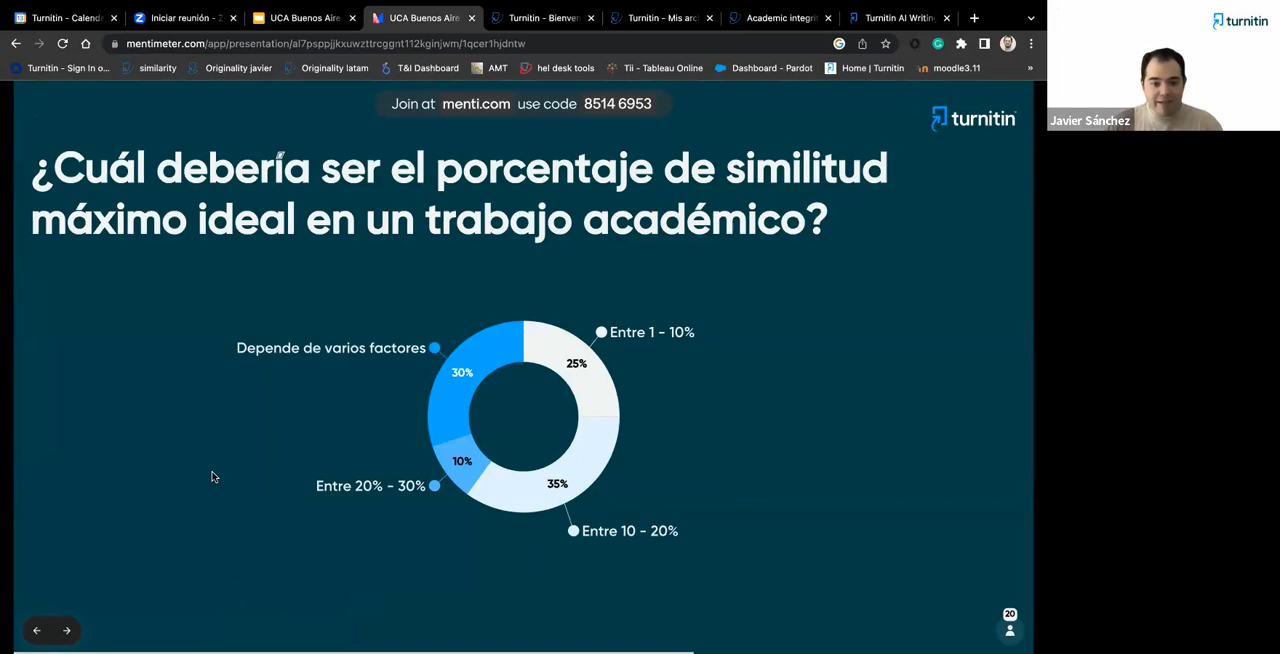 Turnitin - Calenda
Iniciar reunión - Z
UCA Buenos Aire
UCA Buenos Aire
Turnitin - Bienven
Turnitin - Mis arc
Academic integrit
Turnitin AI Writing
mentimeter.com/app/presentation/al7psppjjkxuwzttrcggnt112kginjwm/1qcer1hjdntw
Turnitin - Sign In o...
similarity
Originality javier
Originality latam
T&I Dashboard
AMT
hel desk tools
Tii - Tableau Online
Dashboard - Pardot
Home | Turnitin
moodle3.11
»
turnitin
Javier Sánchez
Join at menti.com use code 8514 6953
turnitin
¿Cuál debería ser el porcentaje de similitud
máximo ideal en un trabajo académico?
Entre 1 - 10%
Depende de varios factores
25%
30%
10%
35%
Entre 20% - 30%
Entre 10 - 20%
20